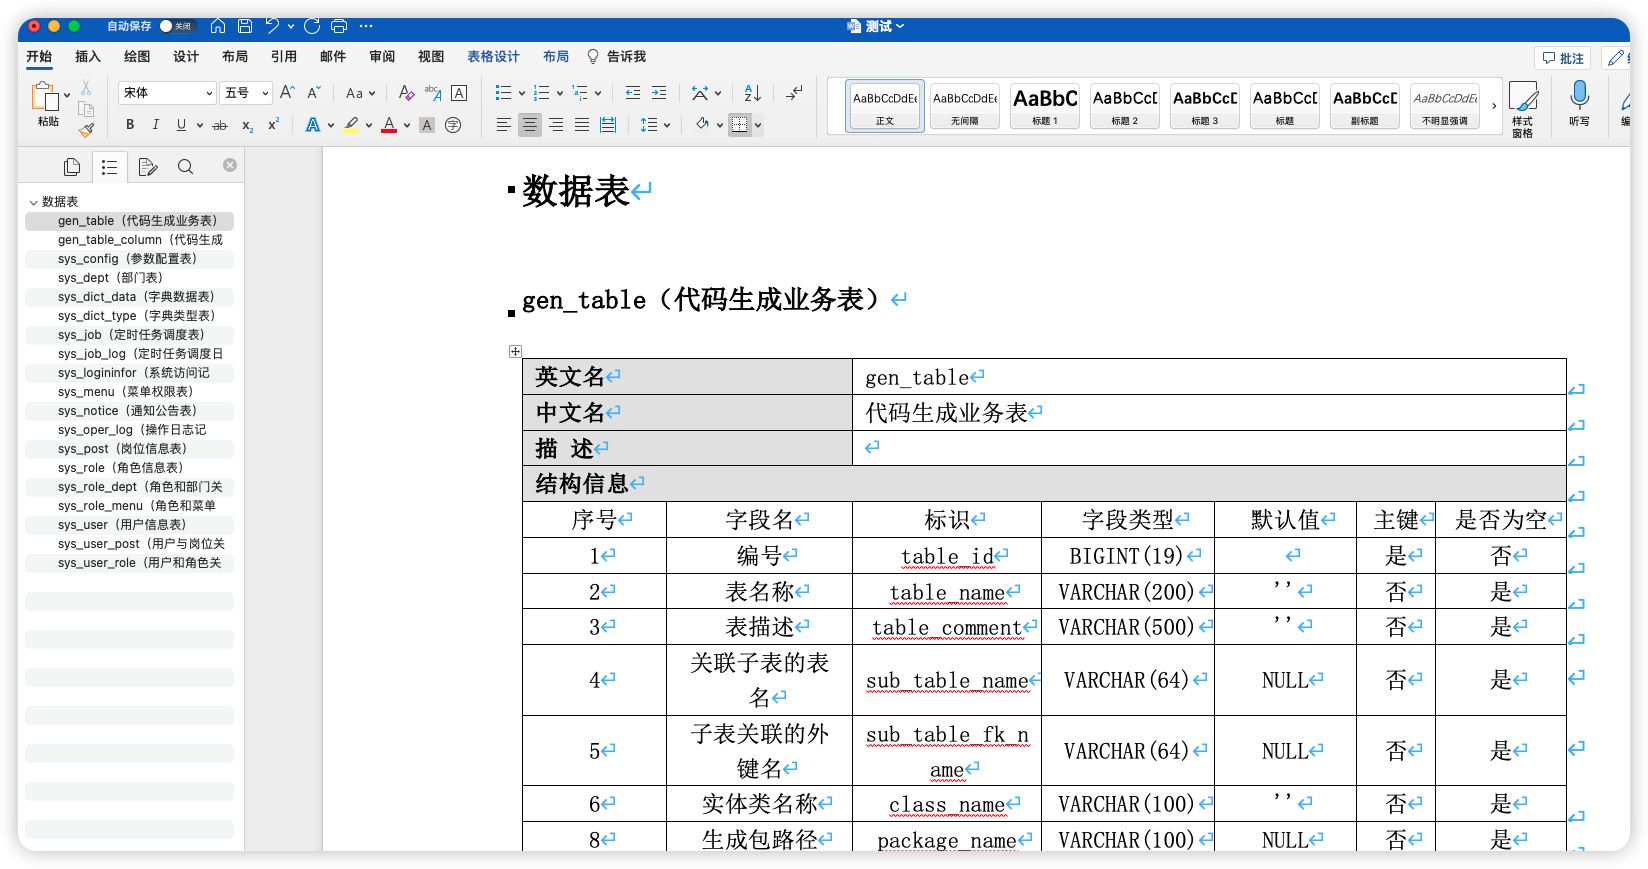 自动保存 关闭 测试
开始 插入 绘图 设计 布局 引用 邮件 审阅 视图 表格设计 布局 告诉我 批注
宋体 五号 Aa
粘贴
AaBbCcDdEe 正文
AaBbCcDdEe 无间隔
AaBbC 标题 1
AaBbCcD 标题 2
AaBbCcD 标题 3
AaBbCcD 标题
AaBbCcD 副标题
AaBbCcDdEe 不明显强调
样式
窗格
听写
数据表
gen_table（代码生成业务表）
gen_table_column（代码生成
sys_config（参数配置表）
sys_dept（部门表）
sys_dict_data（字典数据表）
sys_dict_type（字典类型表）
sys_job（定时任务调度表）
sys_job_log（定时任务调度日
sys_logininfor（系统访问记
sys_menu（菜单权限表）
sys_notice（通知公告表）
sys_oper_log（操作日志记
sys_post（岗位信息表）
sys_role（角色信息表）
sys_role_dept（角色和部门关
sys_role_menu（角色和菜单
sys_user（用户信息表）
sys_user_post（用户与岗位关
sys_user_role（用户和角色关
数据表
gen_table（代码生成业务表）
英文名 gen_table
中文名 代码生成业务表
描 述
结构信息
序号 字段名 标识 字段类型 默认值 主键 是否为空
1 编号 table_id BIGINT(19) 是 否
2 表名称 table_name VARCHAR(200) '' 否 是
3 表描述 table_comment VARCHAR(500) '' 否 是
4 关联子表的表名 sub_table_name VARCHAR(64) NULL 否 是
5 子表关联的外键名 sub_table_fk_name VARCHAR(64) NULL 否 是
6 实体类名称 class_name VARCHAR(100) '' 否 是
8 生成包路径 package_name VARCHAR(100) NULL 否 是